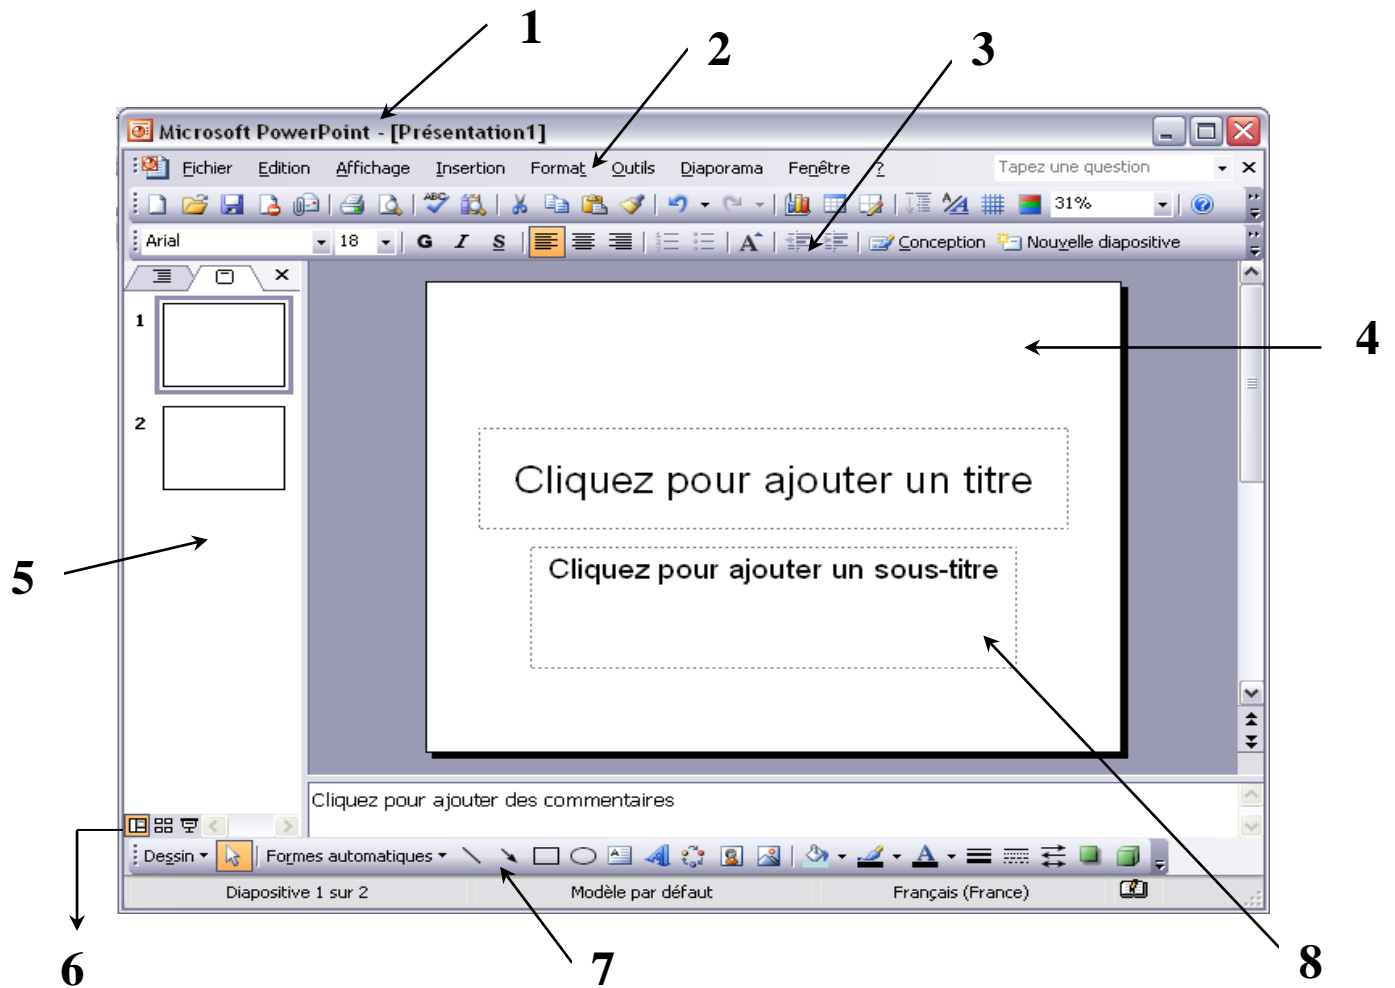 1
2
3
Microsoft PowerPoint - [Présentation1]
Fichier Edition Affichage Insertion Format Outils Diaporama Fenêtre ? Tapez une question
ABC 31%
Arial 18 G I S A Conception Nouvelle diapositive
1
4
2
Cliquez pour ajouter un titre
5
Cliquez pour ajouter un sous-titre
Cliquez pour ajouter des commentaires
Dessin Formes automatiques A A A
Diapositive 1 sur 2 Modèle par défaut Français (France)
6
7
8